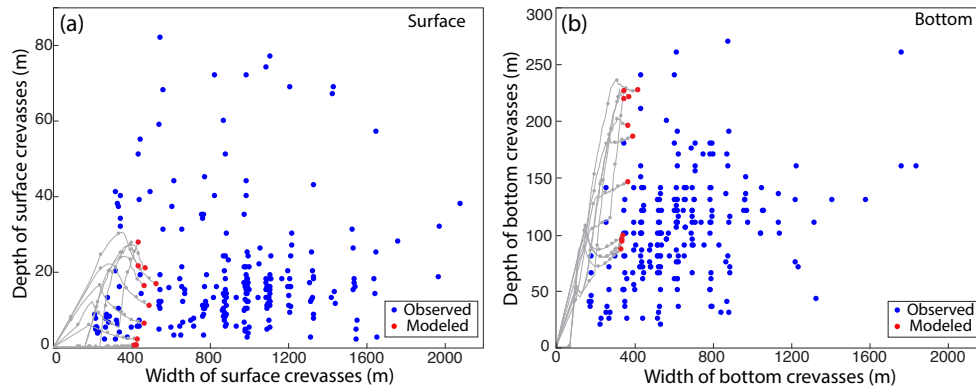 (a)
Surface
80
60
40
20
0
0 400 800 1200 1600 2000
Depth of surface crevasses (m)
Width of surface crevasses (m)
Observed
Modeled
(b)
Bottom
300
250
200
150
100
50
0
0 400 800 1200 1600 2000
Depth of bottom crevasses (m)
Width of bottom crevasses (m)
Observed
Modeled